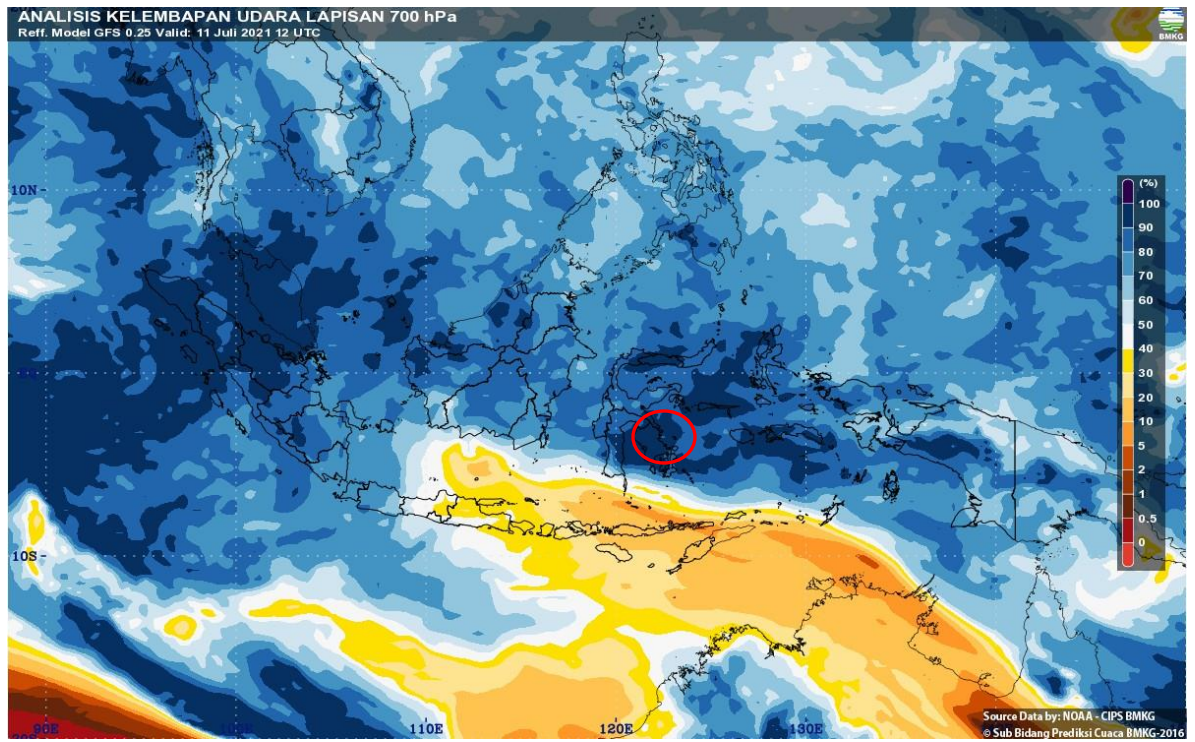 ANALISIS KELEMBAPAN UDARA LAPISAN 700 hPa
Reff. Model GFS 0.25 Valid: 11 Juli 2021 12 UTC
BMKG
10N
(%)
100
90
80
70
60
50
40
30
20
10
5
2
1
0.5
0
10S
110E
120E
130E
Source Data by: NOAA - CIPS BMKG
© Sub Bidang Prediksi Cuaca BMKG-2016